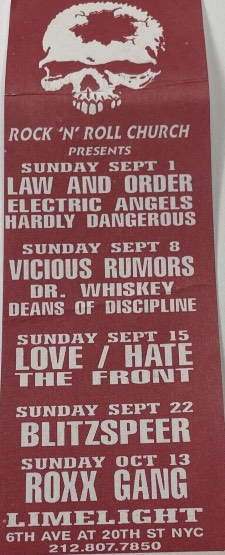 ROCK 'N' ROLL CHURCH
PRESENTS
SUNDAY SEPT 1
LAW AND ORDER
ELECTRIC ANGELS
HARDLY DANGEROUS
SUNDAY SEPT 8
VICIOUS RUMORS
DR. WHISKEY
DEANS OF DISCIPLINE
SUNDAY SEPT 15
LOVE / HATE
THE FRONT
SUNDAY SEPT 22
BLITZSPEER
SUNDAY OCT 13
ROXX GANG
LIMELIGHT
6TH AVE AT 20TH ST NYC
212.807.7850